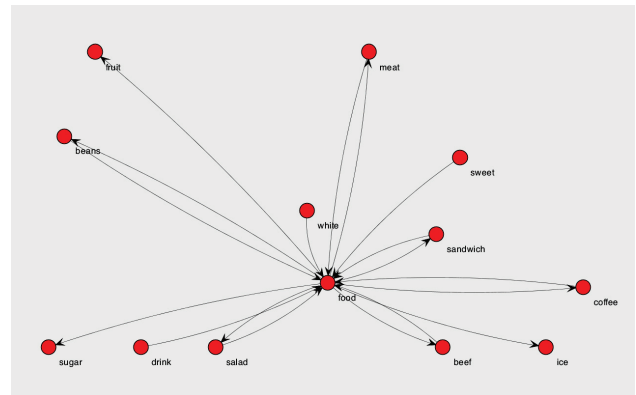 fruit
meat
beans
sweet
white
sandwich
food
coffee
sugar
drink
salad
beef
ice